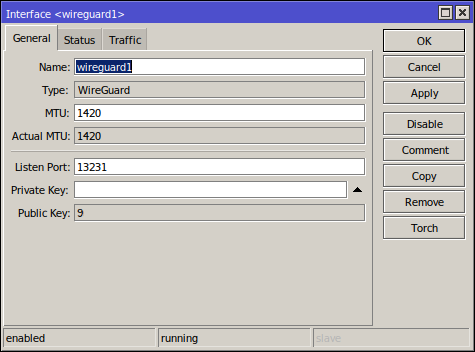 Interface <wireguard1>
General Status Traffic
Name: wireguard1
Type: WireGuard
MTU: 1420
Actual MTU: 1420
Listen Port: 13231
Private Key:
Public Key: 9
OK
Cancel
Apply
Disable
Comment
Copy
Remove
Torch
enabled running slave